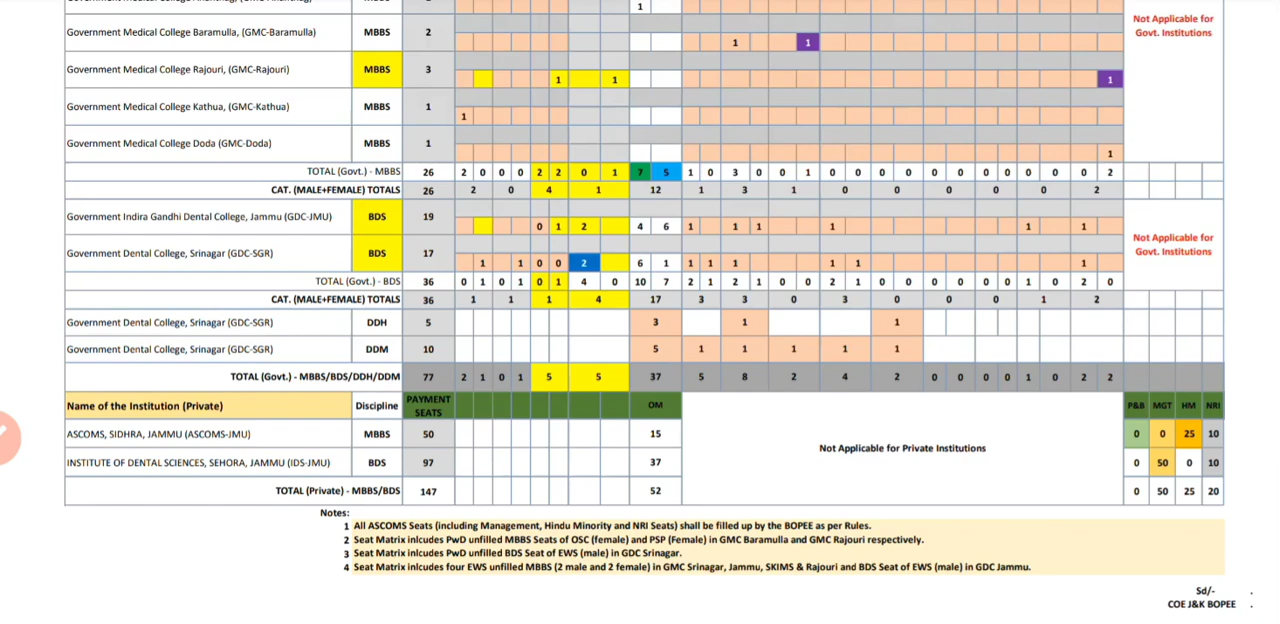 1
Not Applicable for
Govt. Institutions
Government Medical College Baramulla, (GMC-Baramulla) MBBS 2 1 1
Government Medical College Rajouri, (GMC-Rajouri) MBBS 3 1 1 1
Government Medical College Kathua, (GMC-Kathua) MBBS 1 1
Government Medical College Doda (GMC-Doda) MBBS 1 1
TOTAL (Govt.) - MBBS 26 2 0 0 0 2 2 0 1 7 5 1 0 3 0 0 1 0 0 0 0 0 0 0 0 0 0 0 2
CAT. (MALE+FEMALE) TOTALS 26 2 0 4 1 12 1 3 1 0 0 0 0 0 2
Government Indira Gandhi Dental College, Jammu (GDC-JMU) BDS 19 0 1 2 4 6 1 1 1 1 1 1
Not Applicable for
Govt. Institutions
Government Dental College, Srinagar (GDC-SGR) BDS 17 1 1 0 0 2 6 1 1 1 1 1 1 1
TOTAL (Govt.) - BDS 36 0 1 0 1 0 1 4 0 10 7 2 1 2 1 0 0 2 1 0 0 0 0 0 0 1 0 2 0
CAT. (MALE+FEMALE) TOTALS 36 1 1 1 4 17 3 3 0 3 0 0 0 1 2
Government Dental College, Srinagar (GDC-SGR) DDH 5 3 1 1
Government Dental College, Srinagar (GDC-SGR) DDM 10 5 1 1 1 1 1
TOTAL (Govt.) - MBBS/BDS/DDH/DDM 77 2 1 0 1 5 5 37 5 8 2 4 2 0 0 0 0 1 0 2 2
Name of the Institution (Private) Discipline PAYMENT SEATS OM P&B MGT HM NRI
ASCOMS, SIDHRA, JAMMU (ASCOMS-JMU) MBBS 50 15 0 0 25 10
Not Applicable for Private Institutions
INSTITUTE OF DENTAL SCIENCES, SEHORA, JAMMU (IDS-JMU) BDS 97 37 0 50 0 10
TOTAL (Private) - MBBS/BDS 147 52 0 50 25 20
Notes:
1 All ASCOMS Seats (including Management, Hindu Minority and NRI Seats) shall be filled up by the BOPEE as per Rules.
2 Seat Matrix inlcudes PwD unfilled MBBS Seats of OSC (female) and PSP (Female) in GMC Baramulla and GMC Rajouri respectively.
3 Seat Matrix inlcudes PwD unfilled BDS Seat of EWS (male) in GDC Srinagar.
4 Seat Matrix inlcudes four EWS unfilled MBBS (2 male and 2 female) in GMC Srinagar, Jammu, SKIMS & Rajouri and BDS Seat of EWS (male) in GDC Jammu.
Sd/- .
COE J&K BOPEE .